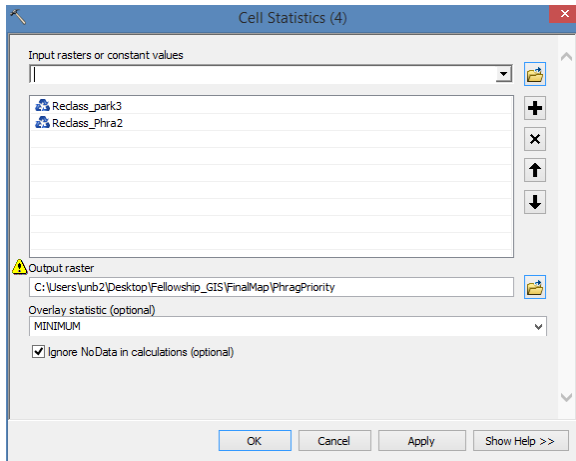 Cell Statistics (4)
Input rasters or constant values
Reclass_park3
Reclass_Phra2
Output raster
C:\Users\unb2\Desktop\Fellowship_GIS\FinalMap\PhragPriority
Overlay statistic (optional)
MINIMUM
Ignore NoData in calculations (optional)
OK Cancel Apply Show Help >>